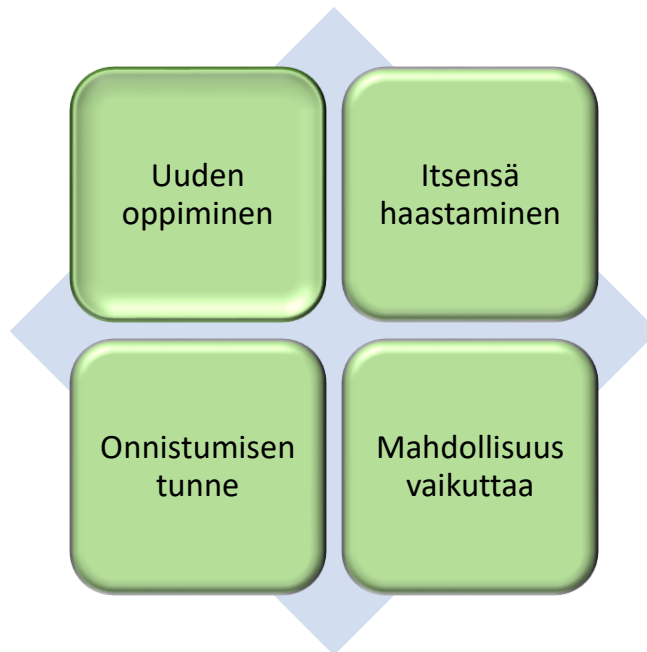 Uuden
oppiminen
Itsensä
haastaminen
Onnistumisen
tunne
Mahdollisuus
vaikuttaa